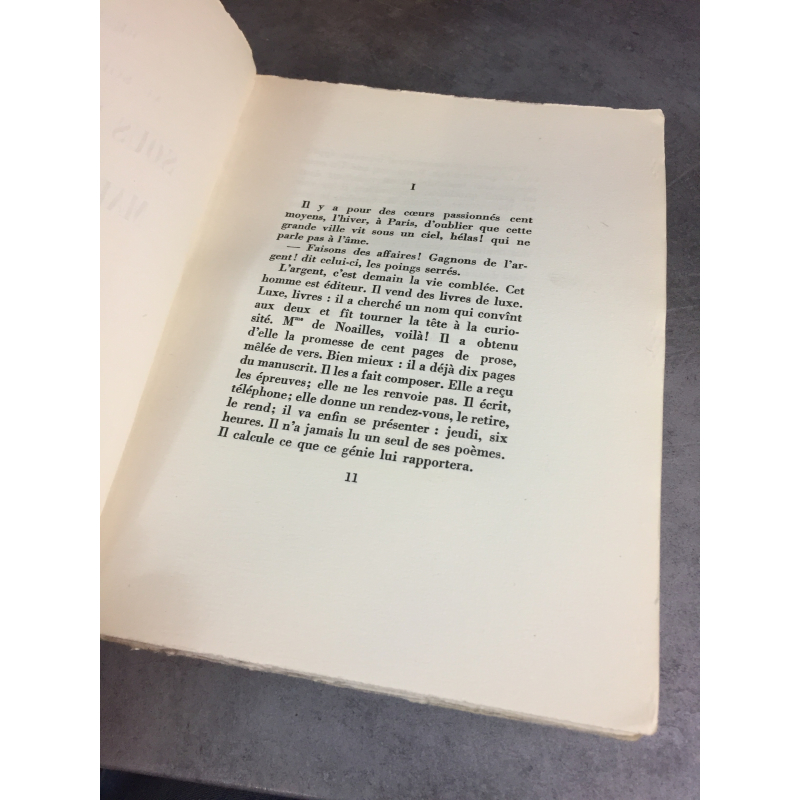 I
Il y a pour des cœurs passionnés cent
moyens, l'hiver, à Paris, d'oublier que cette
grande ville vit sous un ciel, hélas! qui ne
parle pas à l'âme.
— Faisons des affaires! Gagnons de l'ar-
gent! dit celui-ci, les poings serrés.
L'argent, c'est demain la vie comblée. Cet
homme est éditeur. Il vend des livres de luxe.
Luxe, livres : il a cherché un nom qui convînt
aux deux et fît tourner la tête à la curio-
sité. Mme de Noailles, voilà! Il a obtenu
d'elle la promesse de cent pages de prose,
mêlée de vers. Bien mieux : il a déjà dix pages
du manuscrit. Il les a fait composer. Elle a reçu
les épreuves; elle ne les renvoie pas. Il écrit,
téléphone; elle donne un rendez-vous, le retire,
le rend; il va enfin se présenter : jeudi, six
heures. Il n'a jamais lu un seul de ses poèmes.
Il calcule ce que ce génie lui rapportera.
11